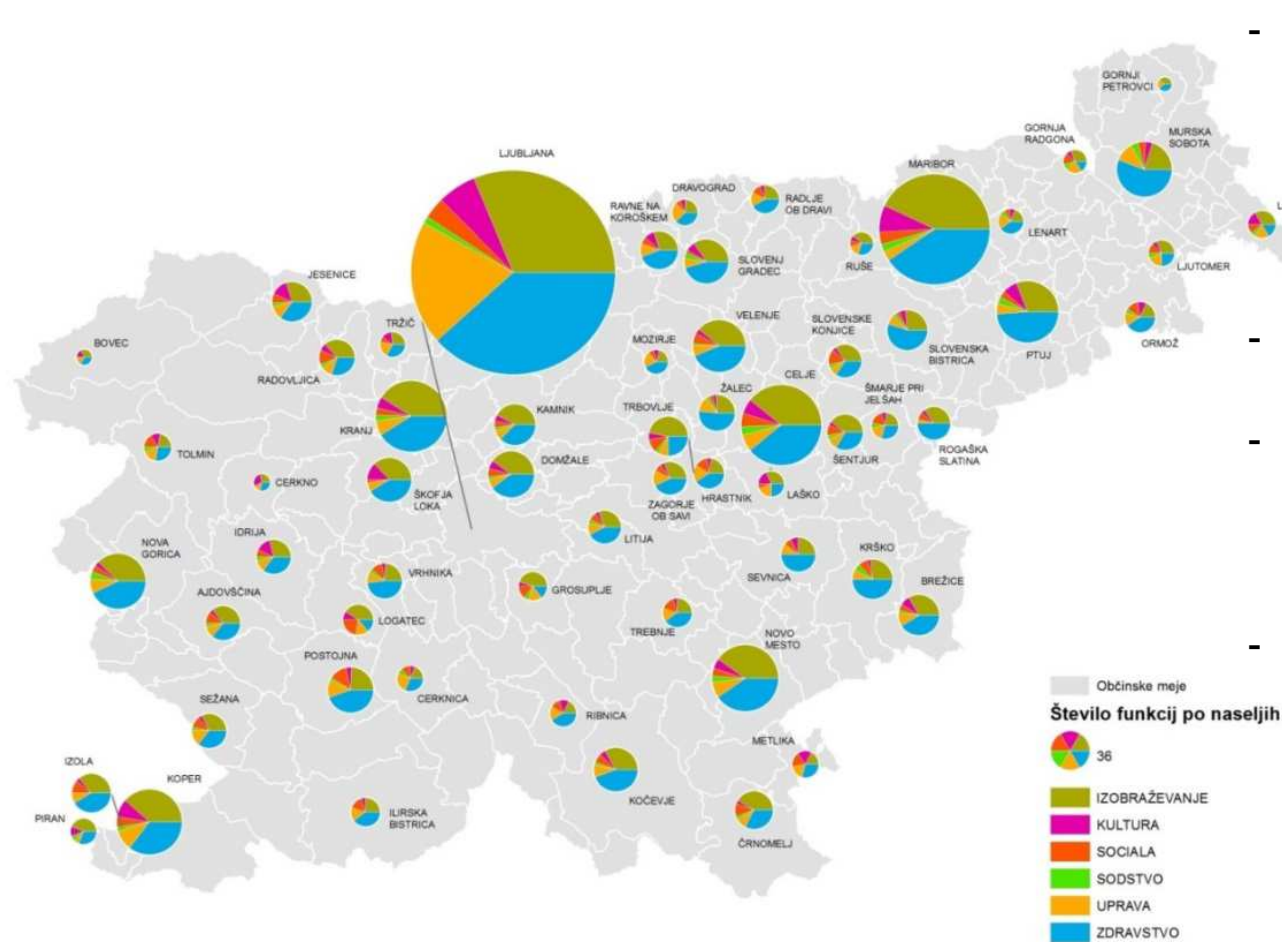 -
GORNJI
PETROVCI
GORNJA
RADGONA
MURSKA
SOBOTA
LJUBLJANA
MARIBOR
DRAVOGRAD
RADLJE
OB DRAVI
RAVNE NA
KOROŠKEM
LENART
L
SLOVENJ
GRADEC
RUŠE
LJUTOMER
JESENICE
TRŽIČ
VELENJE
SLOVENSKE
KONJICE
BOVEC
MOZIRJE
SLOVENSKA
BISTRICA
PTUJ
ORMOŽ
-
RADOVLJICA
CELJE
ŽALEC
ŠMARJE PRI
JELŠAH
KAMNIK
TRBOVLJE
KRANJ
-
TOLMIN
DOMŽALE
ŠENTJUR
ROGAŠKA
SLATINA
CERKNO
ŠKOFJA
LOKA
ZAGORJE
OB SAVI
HRASTNIK
LAŠKO
IDRIJA
LITIJA
NOVA
GORICA
VRHNIKA
SEVNICA
KRŠKO
AJDOVŠČINA
GROSUPLJE
BREŽICE
LOGATEC
TREBNJE
NOVO
MESTO
-
POSTOJNA
CERKNICA
SEŽANA
RIBNICA
METLIKA
IZOLA
KOPER
KOČEVJE
PIRAN
ILIRSKA
BISTRICA
ČRNOMELJ
Občinske meje
Število funkcij po naseljih
36
IZOBRAŽEVANJE
KULTURA
SOCIALA
SODSTVO
UPRAVA
ZDRAVSTVO